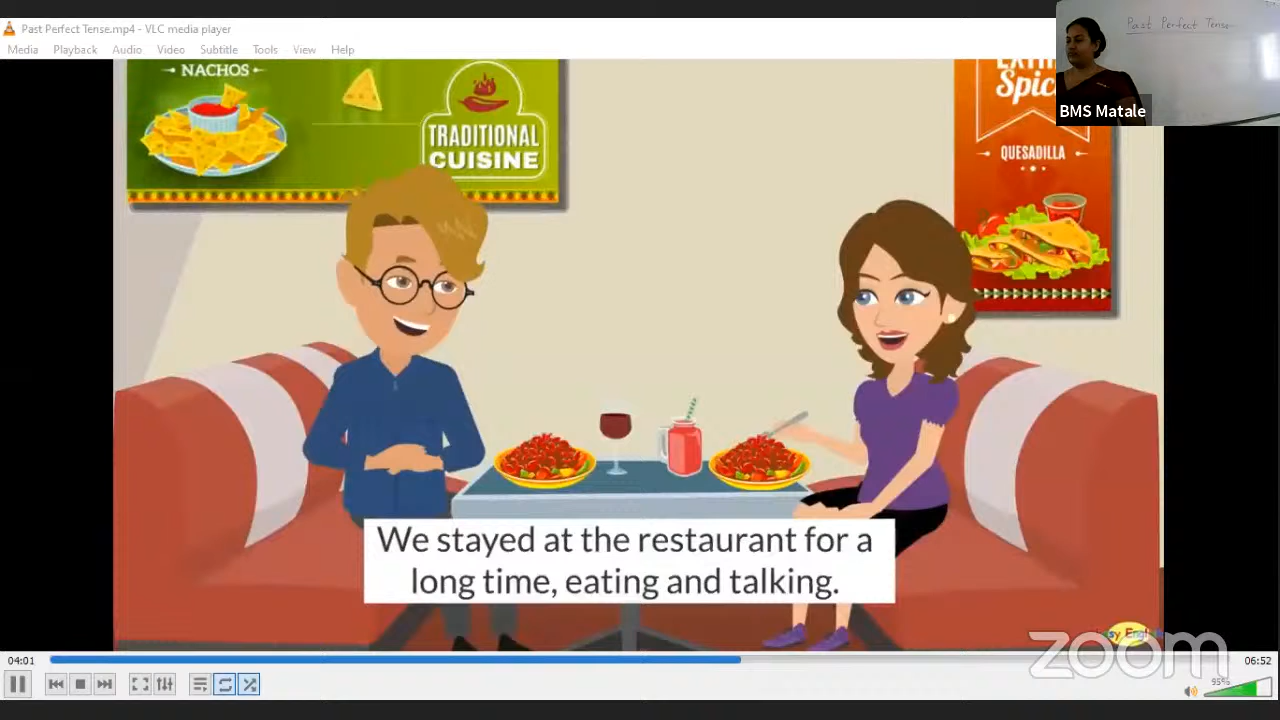 Past Perfect Tense.mp4 - VLC media player
Media Playback Audio Video Subtitle Tools View Help
Past Perfect Tense
BMS Matale
NACHOS
TRADITIONAL
CUISINE
Spic
QUESADILLA
We stayed at the restaurant for a
long time, eating and talking.
zoom
04:01
06:52
95%